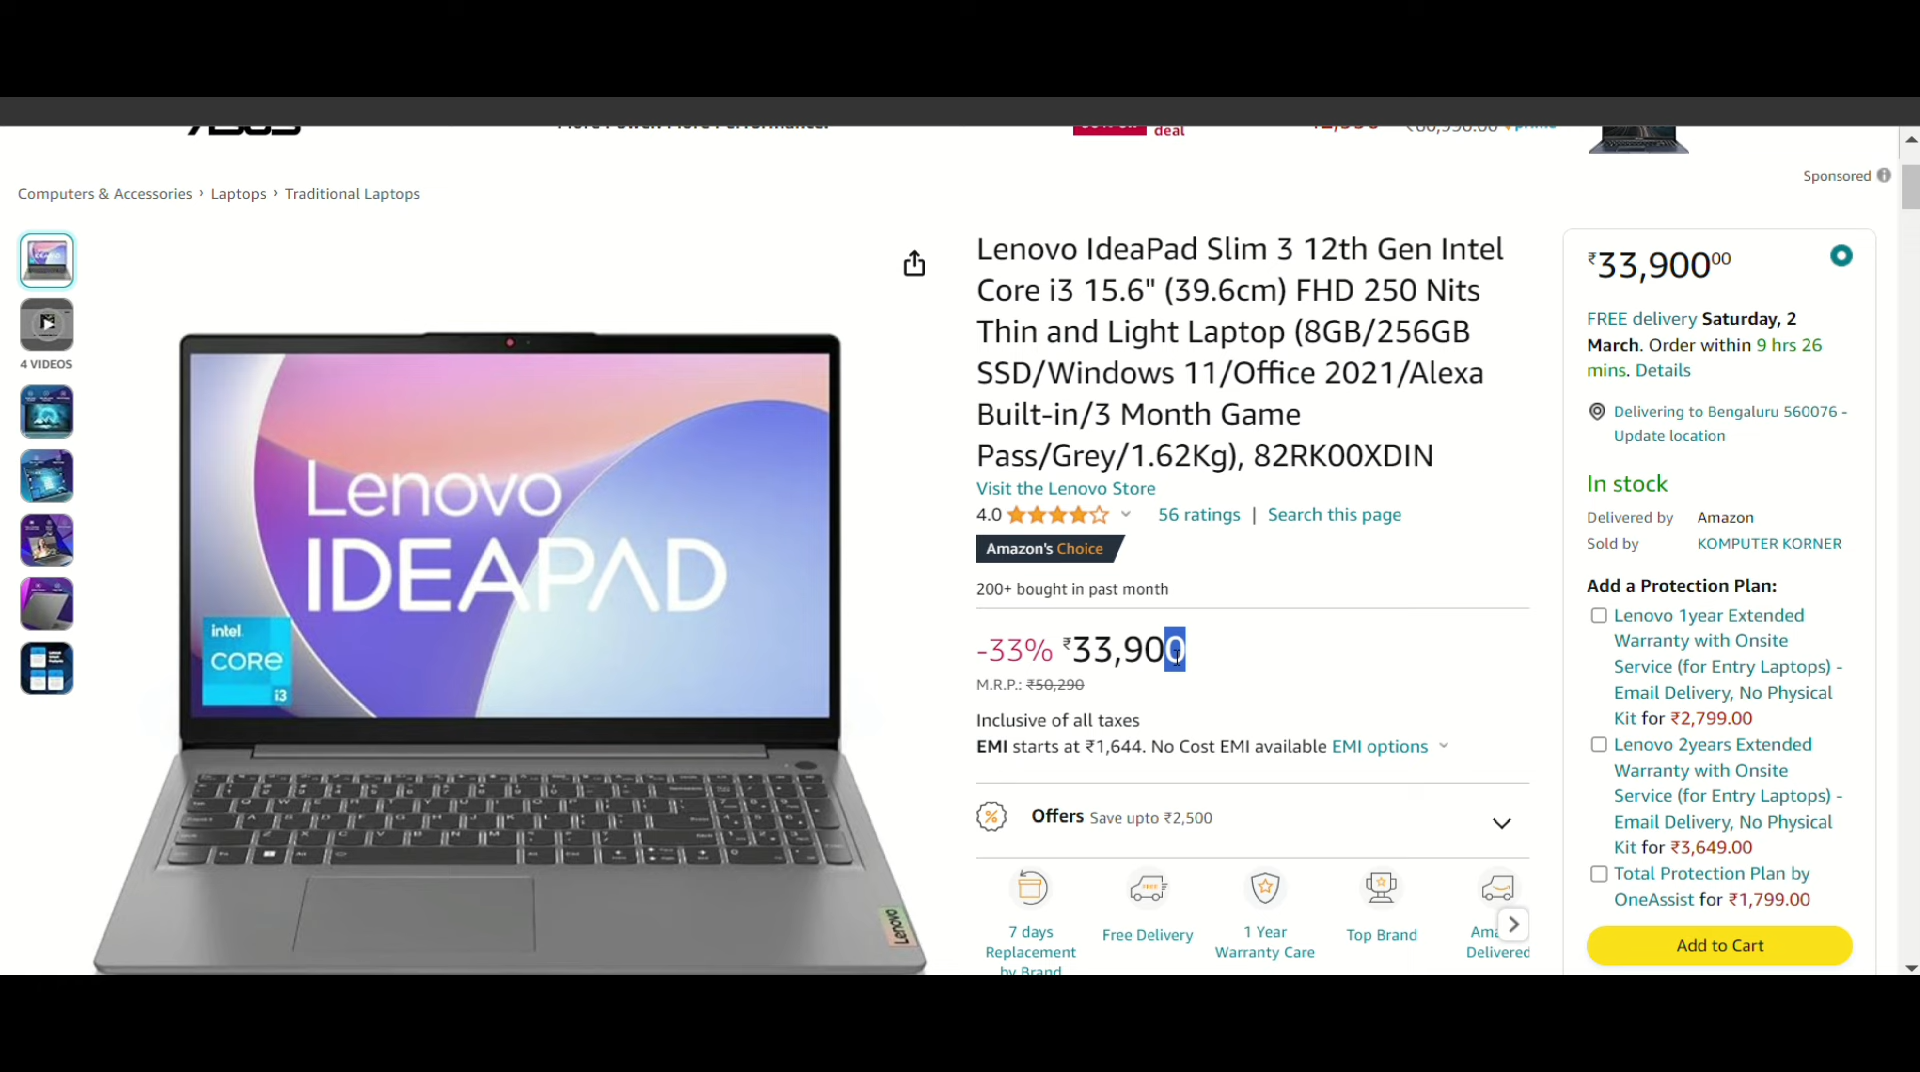 ASUS
More Power. More Performance.
deal
Sponsored
Computers & Accessories › Laptops › Traditional Laptops
4 VIDEOS
Lenovo
IDEAPAD
intel
CORE
i3
Lenovo
Lenovo IdeaPad Slim 3 12th Gen Intel
Core i3 15.6" (39.6cm) FHD 250 Nits
Thin and Light Laptop (8GB/256GB
SSD/Windows 11/Office 2021/Alexa
Built-in/3 Month Game
Pass/Grey/1.62Kg), 82RK00XDIN
Visit the Lenovo Store
4.0 56 ratings | Search this page
Amazon's Choice
200+ bought in past month
-33% ₹33,900
M.R.P.: ₹50,290
Inclusive of all taxes
EMI starts at ₹1,644. No Cost EMI available EMI options
Offers Save upto ₹2,500
7 days
Replacement
by Brand
Free Delivery
1 Year
Warranty Care
Top Brand
Delivered
₹33,900 00
FREE delivery Saturday, 2
March. Order within 9 hrs 26
mins. Details
Delivering to Bengaluru 560076 -
Update location
In stock
Delivered by Amazon
Sold by KOMPUTER KORNER
Add a Protection Plan:
Lenovo 1year Extended
Warranty with Onsite
Service (for Entry Laptops) -
Email Delivery, No Physical
Kit for ₹2,799.00
Lenovo 2years Extended
Warranty with Onsite
Service (for Entry Laptops) -
Email Delivery, No Physical
Kit for ₹3,649.00
Total Protection Plan by
OneAssist for ₹1,799.00
Add to Cart